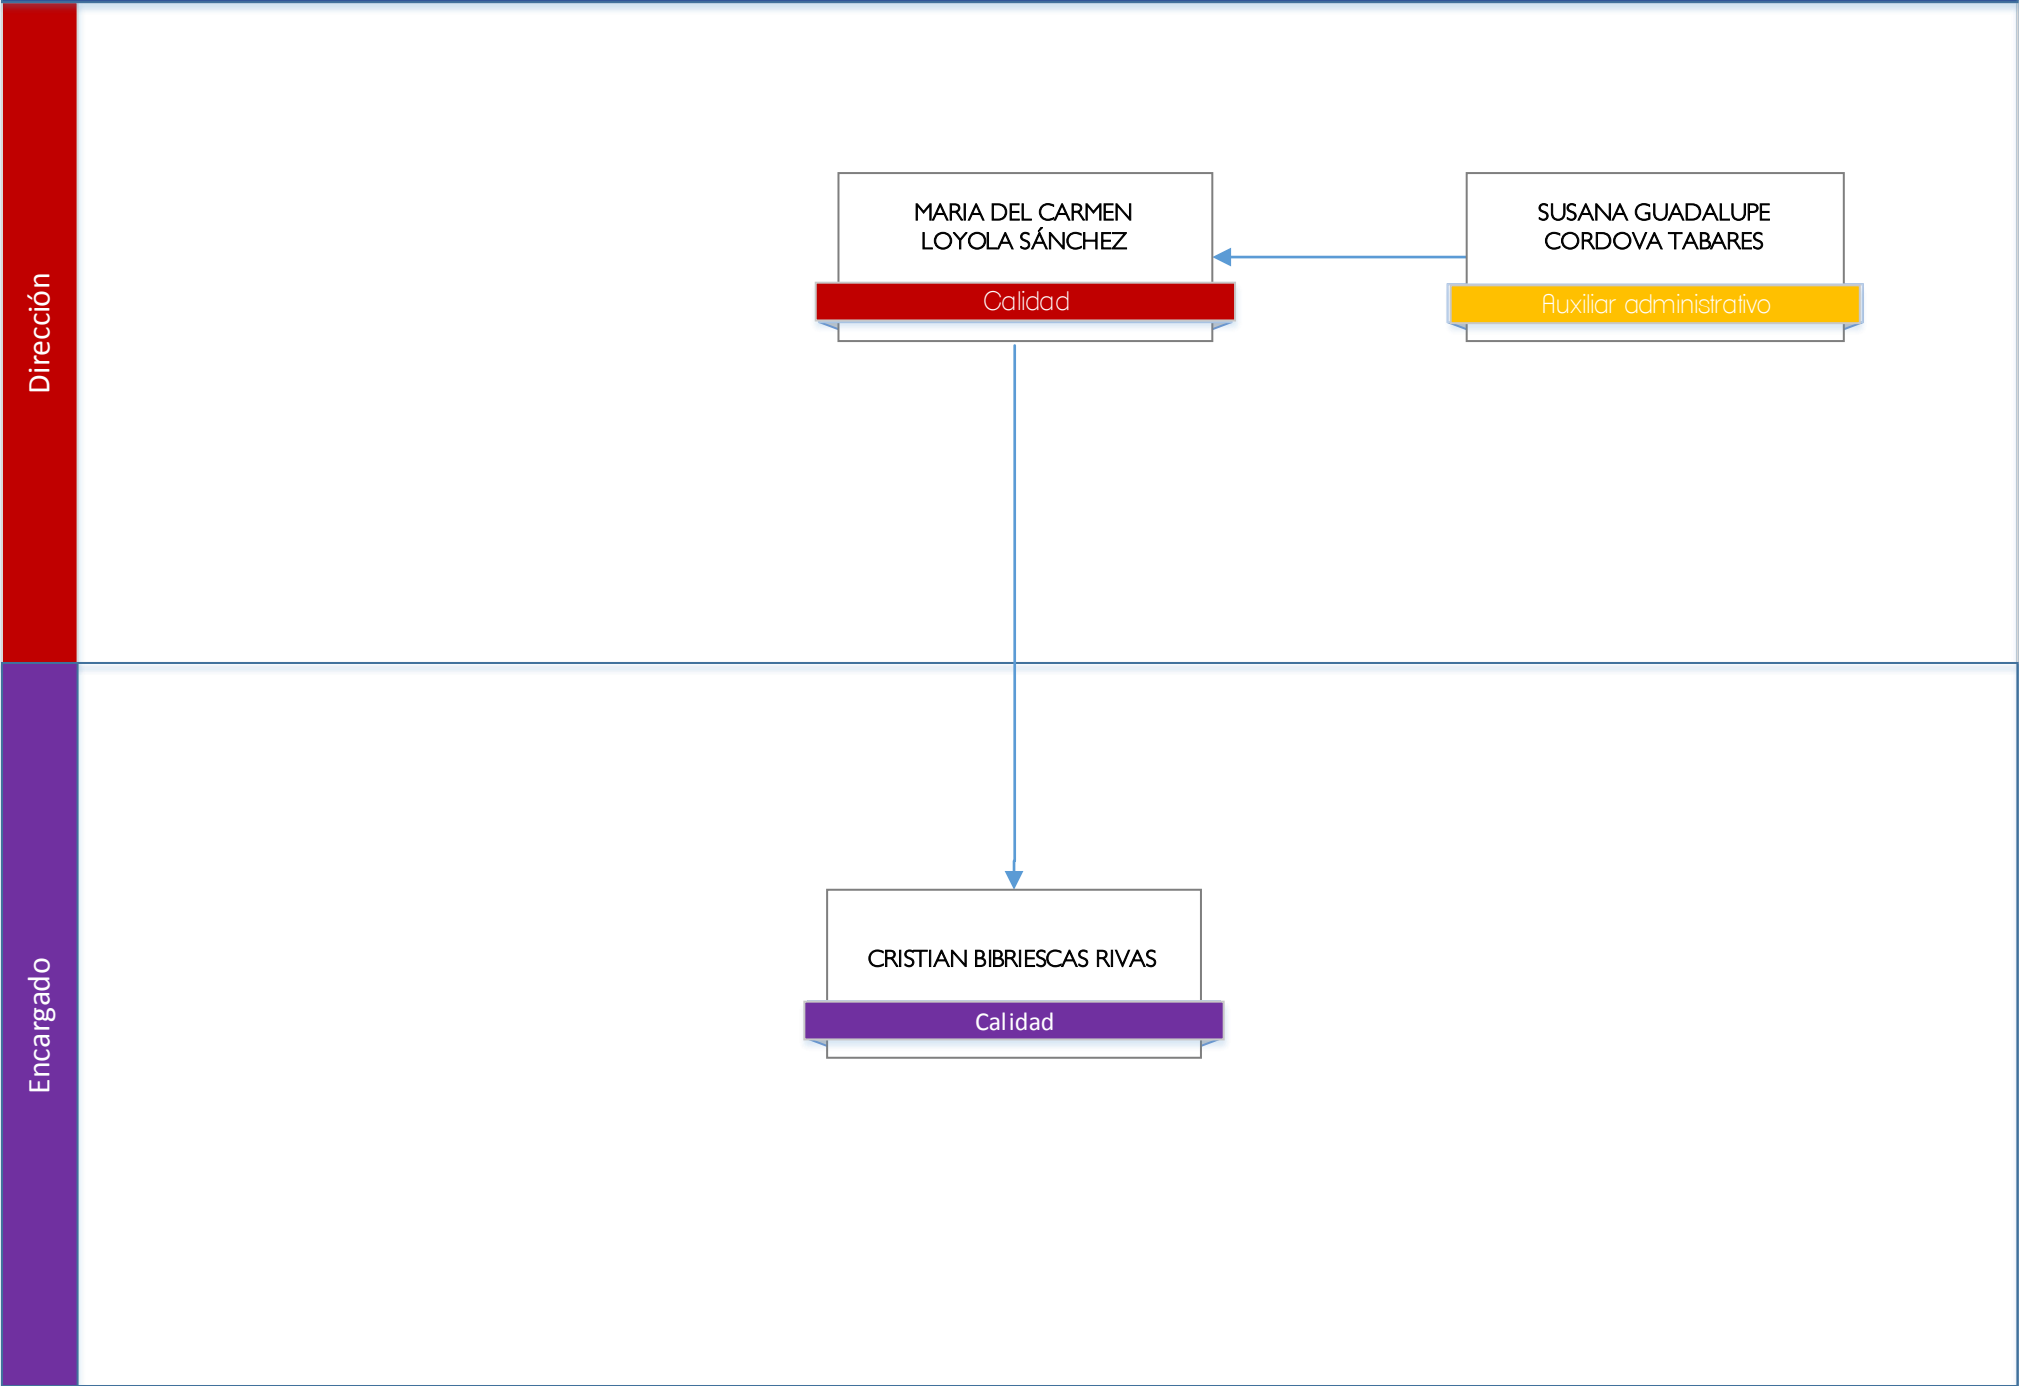 Dirección
MARIA DEL CARMEN
LOYOLA SÁNCHEZ
Calidad
SUSANA GUADALUPE
CORDOVA TABARES
Auxiliar administrativo
Encargado
CRISTIAN BIBRIESCAS RIVAS
Calidad